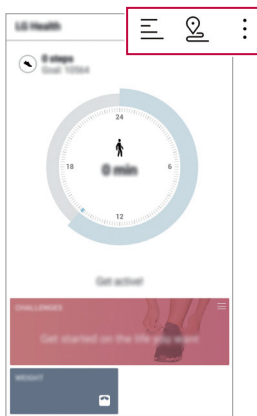 LG Health
0 steps
Goal: 10564
24
18
6
0 min
12
Get active!
CHALLENGES
Get started on the life you want
WEIGHT